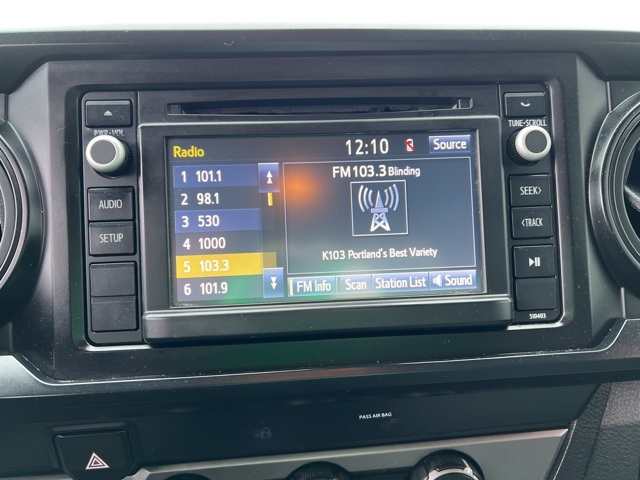 PWR·VOL
TUNE·SCROLL
AUDIO
SETUP
SEEK>
<TRACK
S10403
Radio
12:10
Source
1 101.1
2 98.1
3 530
4 1000
5 103.3
6 101.9
FM103.3 Blinding
K103 Portland's Best Variety
FM Info
Scan
Station List
Sound
PASS AIR BAG